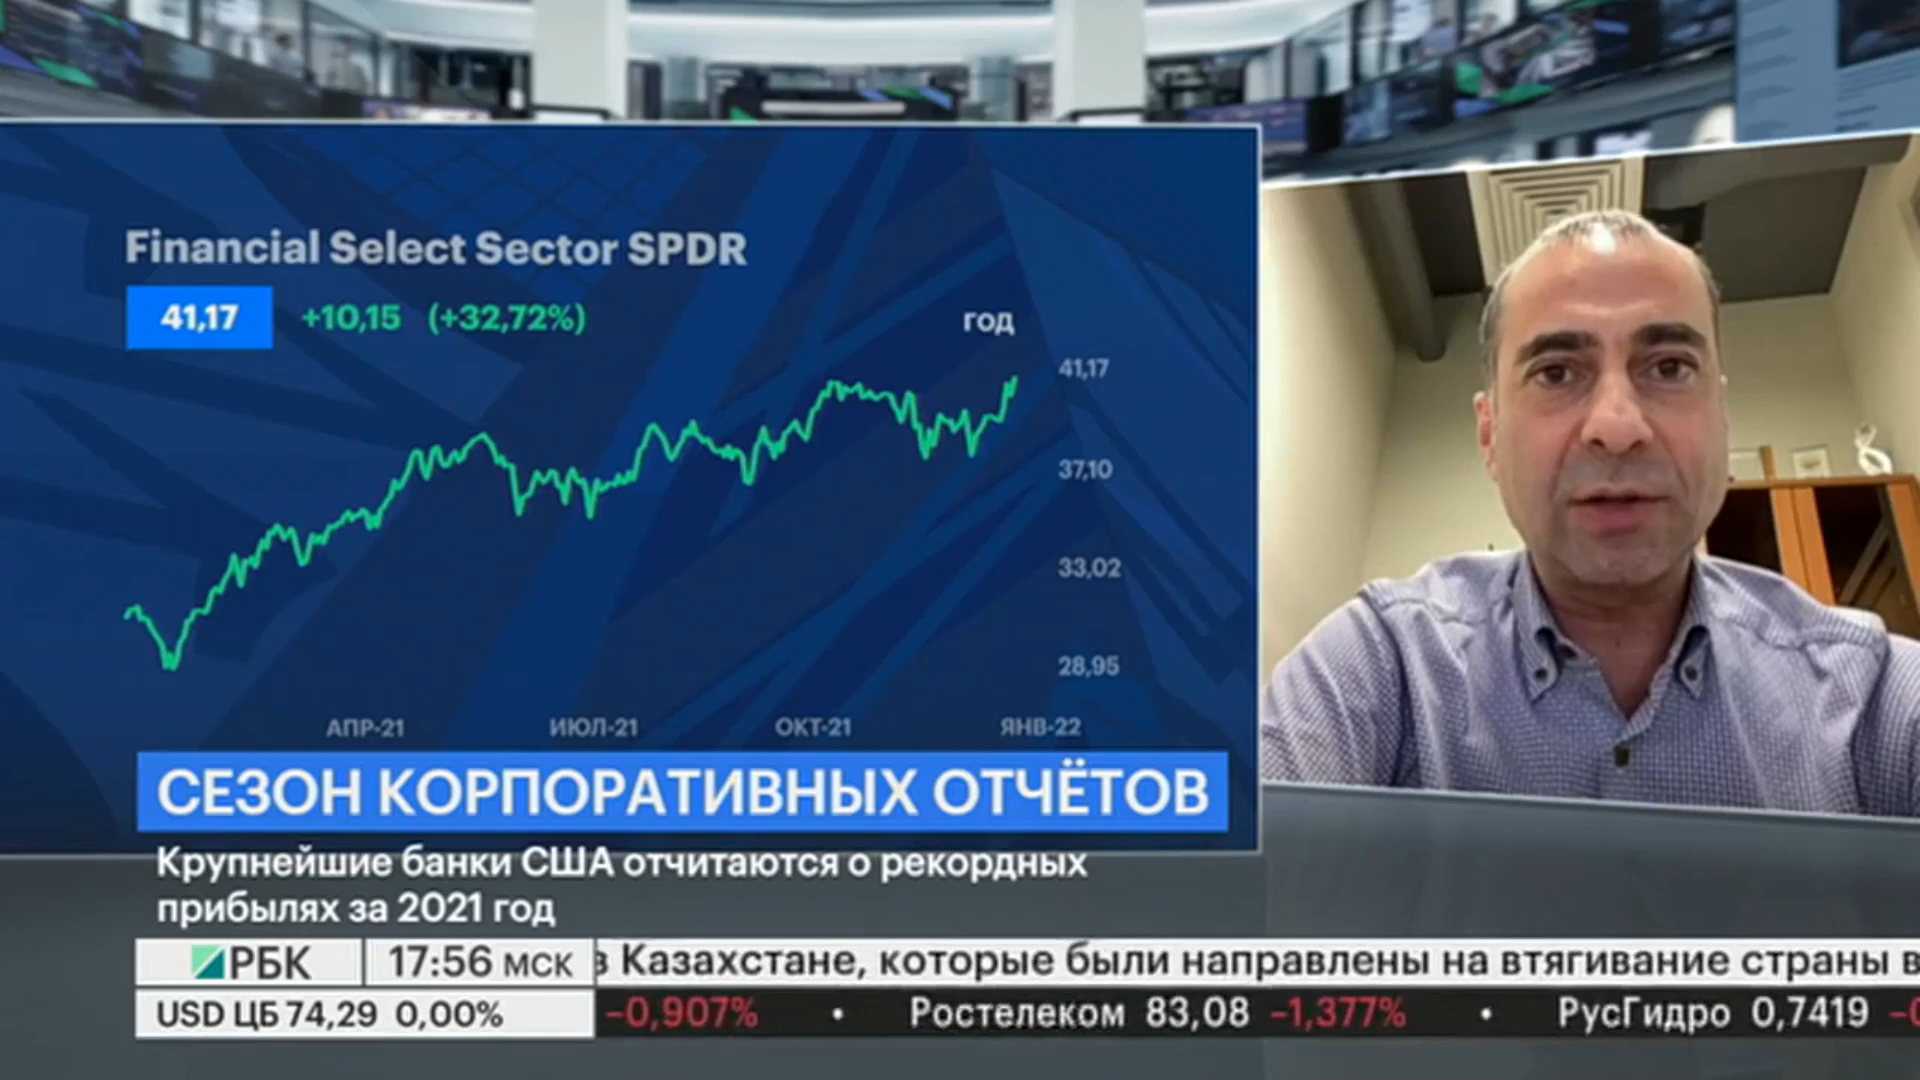 Financial Select Sector SPDR
41,17 +10,15 (+32,72%)
год
41,17
37,10
33,02
28,95
АПР-21 ИЮЛ-21 ОКТ-21 ЯНВ-22
СЕЗОН КОРПОРАТИВНЫХ ОТЧЁТОВ
Крупнейшие банки США отчитаются о рекордных
прибылях за 2021 год
РБК 17:56 МСК Казахстане, которые были направлены на втягивание страны в
USD ЦБ 74,29 0,00% -0,907% • Ростелеком 83,08 -1,377% • РусГидро 0,7419